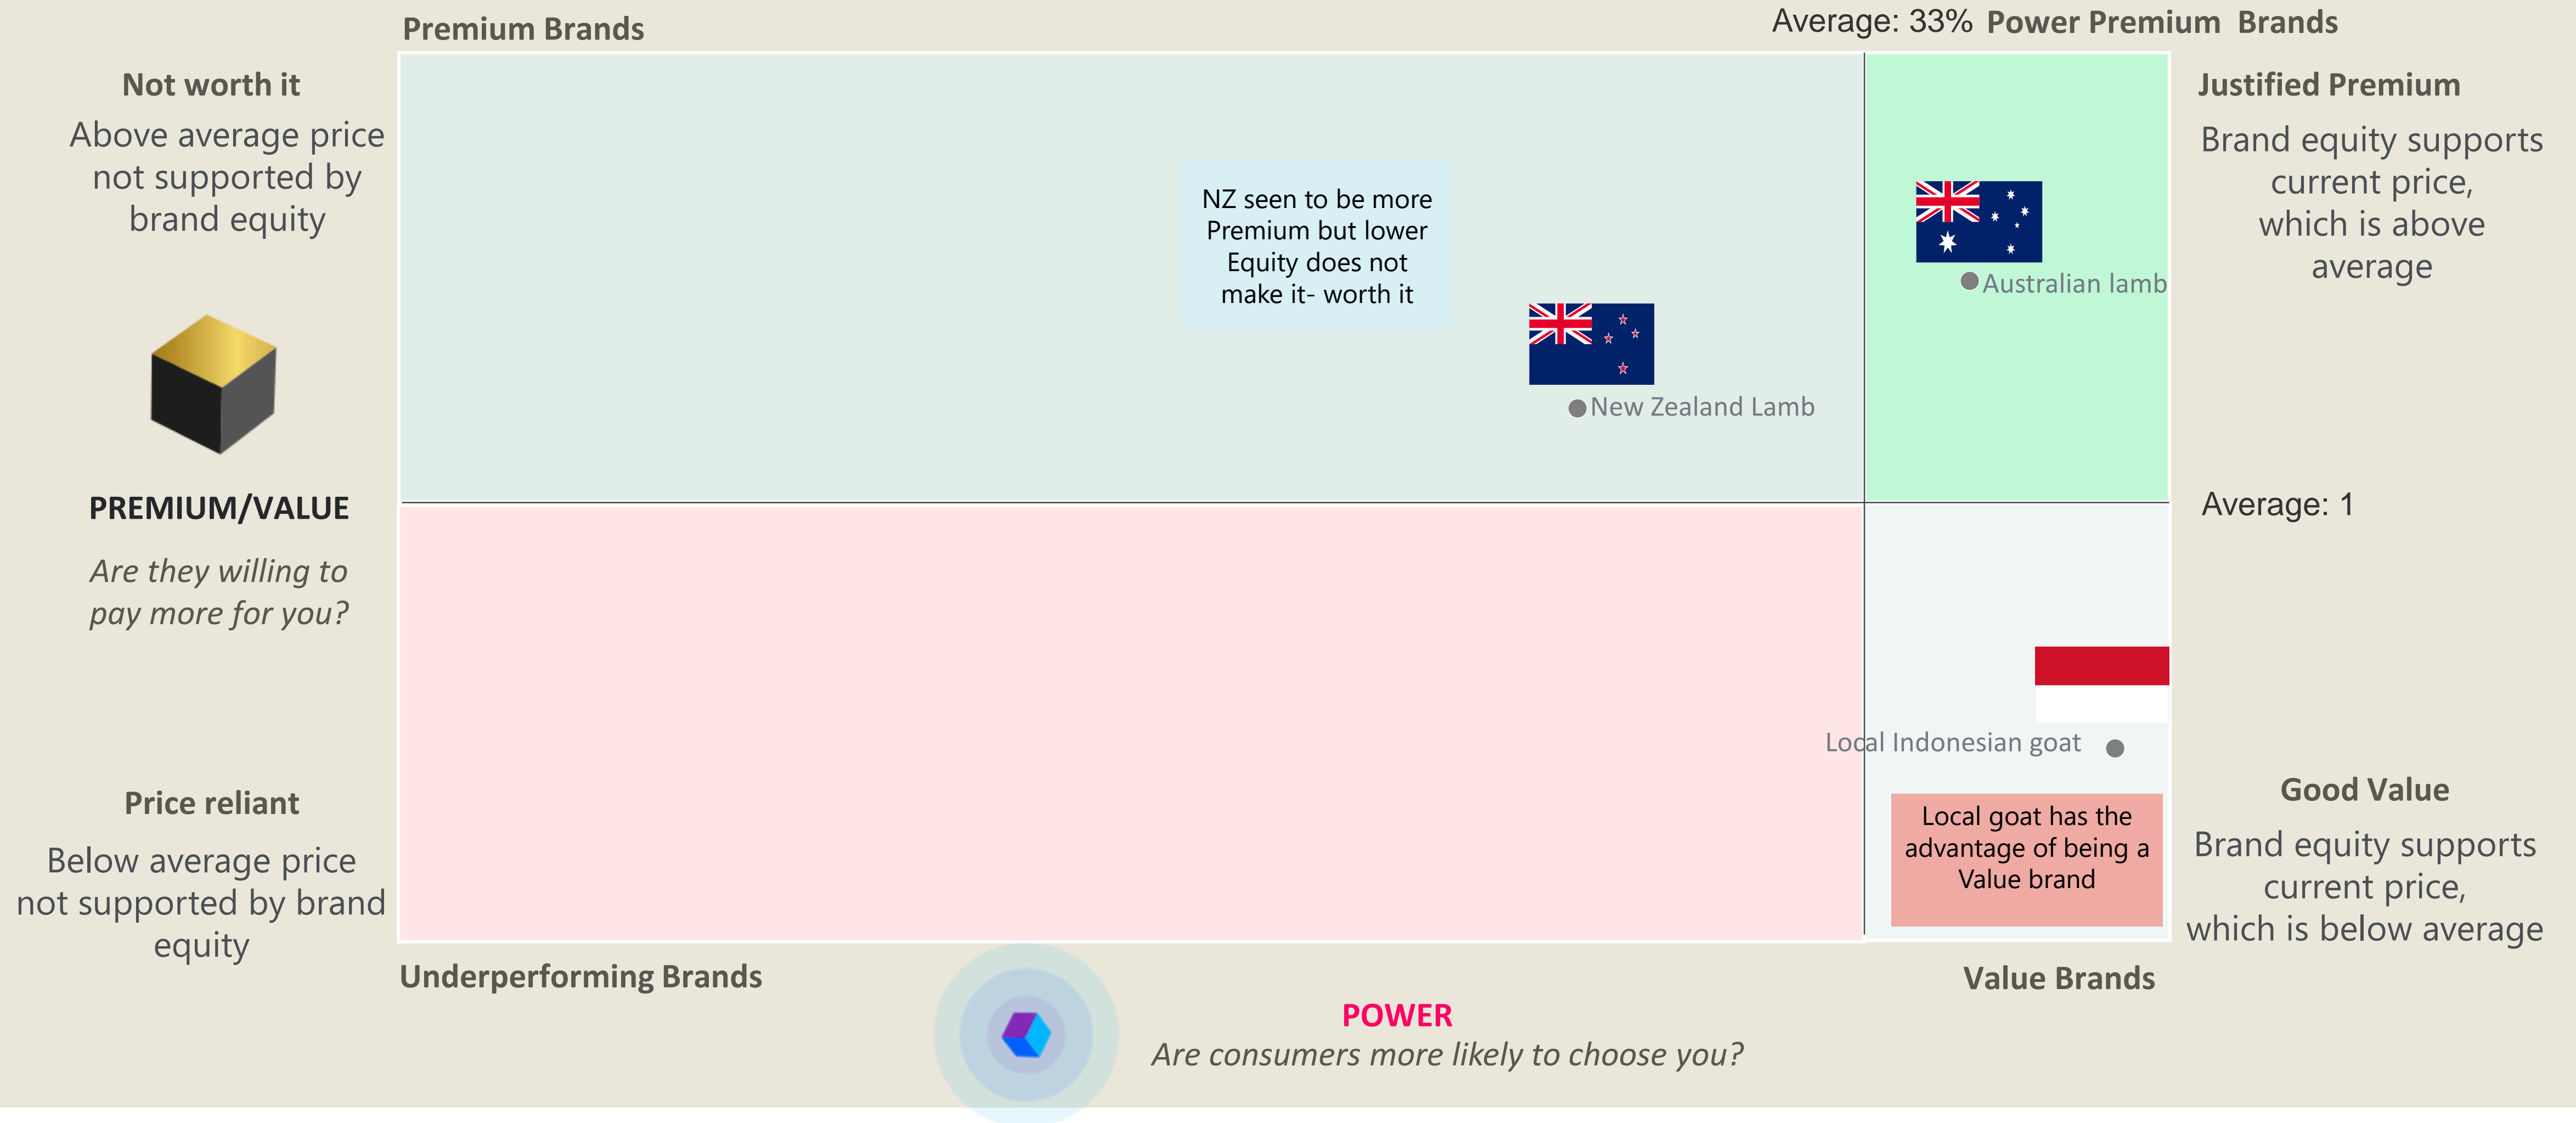 Premium Brands
Average: 33%
Power Premium  Brands
Not worth it
Above average price
not supported by
brand equity
Justified Premium
Brand equity supports
current price,
which is above
average
NZ seen to be more
Premium but lower
Equity does not
make it- worth it
Australian lamb
New Zealand Lamb
PREMIUM/VALUE
Are they willing to
pay more for you?
Average: 1
Local Indonesian goat
Local goat has the
advantage of being a
Value brand
Price reliant
Below average price
not supported by brand
equity
Good Value
Brand equity supports
current price,
which is below average
Underperforming Brands
Value Brands
POWER
Are consumers more likely to choose you?